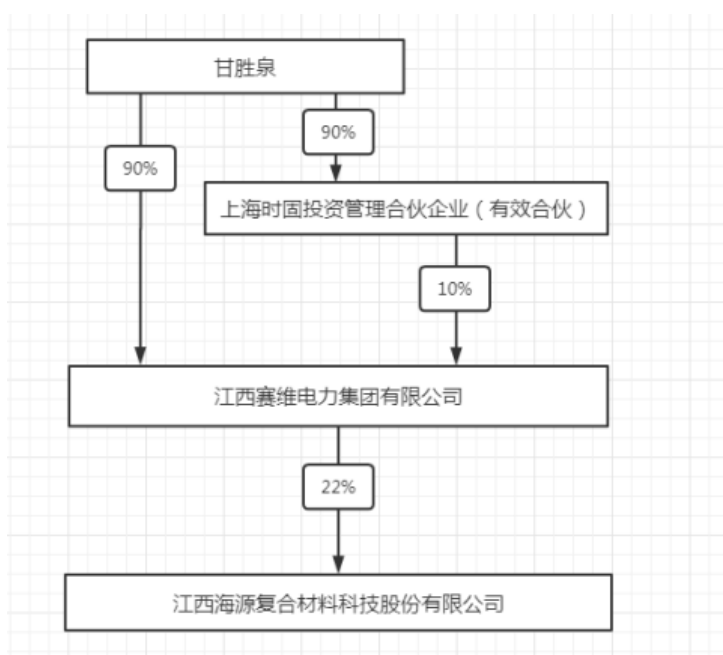 甘胜泉
90%
90%
上海时固投资管理合伙企业（有效合伙）
10%
江西赛维电力集团有限公司
22%
江西海源复合材料科技股份有限公司